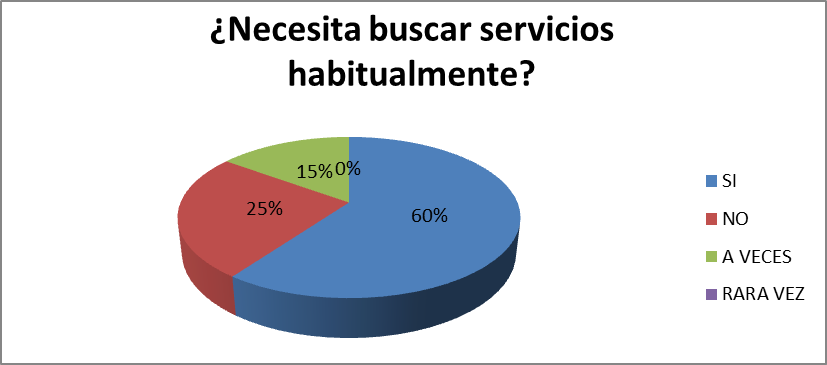 ¿Necesita buscar servicios
habitualmente?
15% 0%
25%
60%
SI
NO
A VECES
RARA VEZ